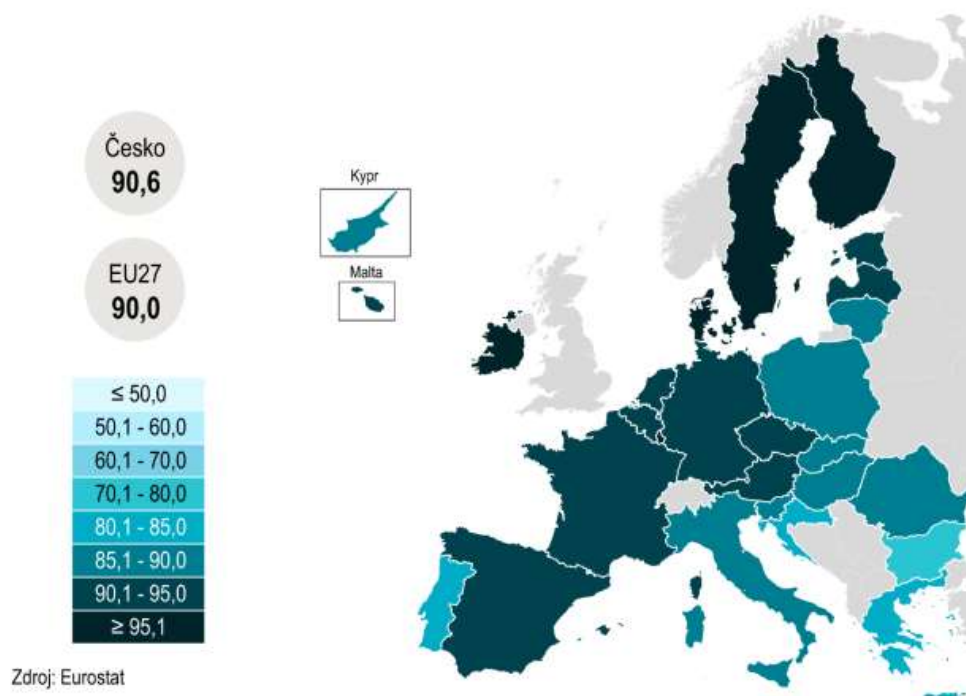 Česko
90,6
EU27
90,0
Kypr
Malta
≤ 50,0
50,1 - 60,0
60,1 - 70,0
70,1 - 80,0
80,1 - 85,0
85,1 - 90,0
90,1 - 95,0
≥ 95,1
Zdroj: Eurostat